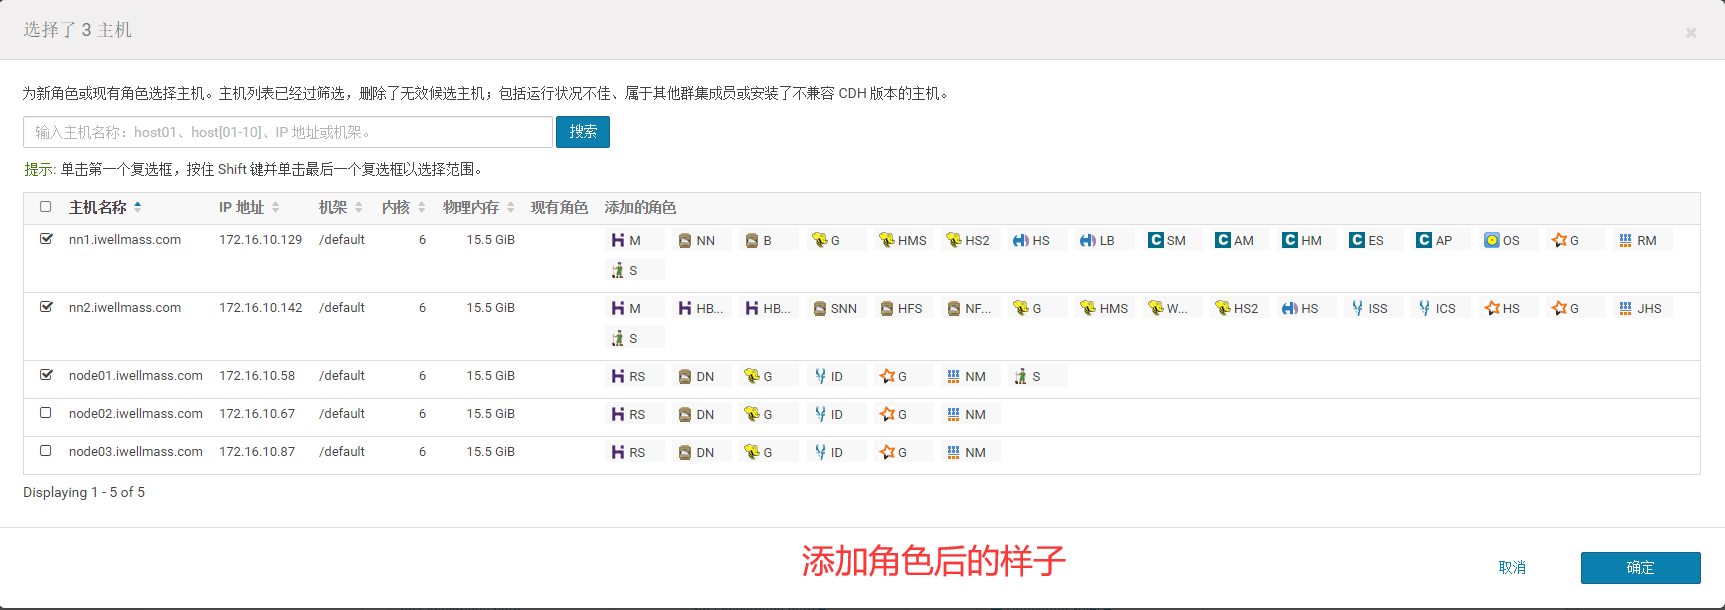 选择了 3 主机
×
为新角色或现有角色选择主机。主机列表已经过筛选，删除了无效候选主机；包括运行状况不佳、属于其他群集成员或安装了不兼容 CDH 版本的主机。
输入主机名称：host01、host[01-10]、IP 地址或机架。 搜索
提示: 单击第一个复选框，按住 Shift 键并单击最后一个复选框以选择范围。
主机名称 IP 地址 机架 内核 物理内存 现有角色 添加的角色
nn1.iwellmass.com 172.16.10.129 /default 6 15.5 GiB M NN B G HMS HS2 HS LB SM AM HM ES AP OS G RM
S
nn2.iwellmass.com 172.16.10.142 /default 6 15.5 GiB M HB... HB... SNN HFS NF... G HMS W... HS2 HS ISS ICS HS G JHS
S
node01.iwellmass.com 172.16.10.58 /default 6 15.5 GiB RS DN G ID G NM S
node02.iwellmass.com 172.16.10.67 /default 6 15.5 GiB RS DN G ID G NM
node03.iwellmass.com 172.16.10.87 /default 6 15.5 GiB RS DN G ID G NM
Displaying 1 - 5 of 5
添加角色后的样子
取消 确定